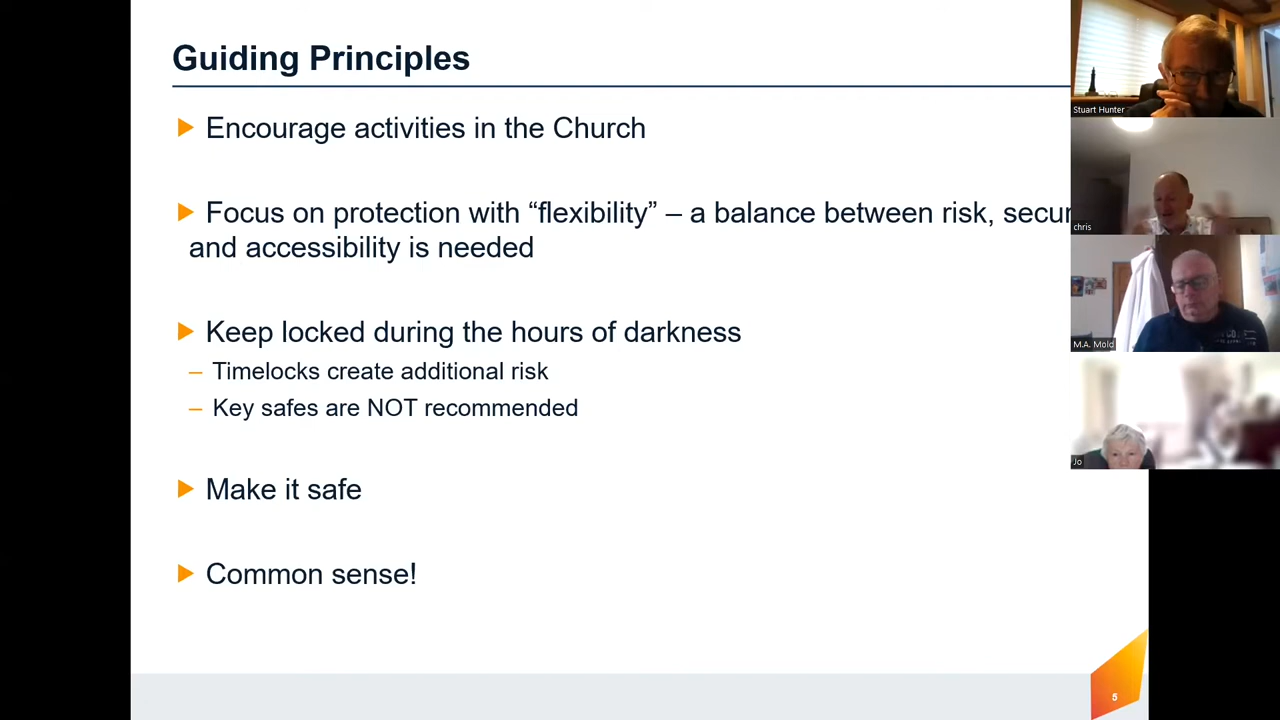 Guiding Principles
Encourage activities in the Church
Focus on protection with “flexibility” – a balance between risk,
and accessibility is needed
Keep locked during the hours of darkness
– Timelocks create additional risk
– Key safes are NOT recommended
Make it safe
Common sense!
5
Stuart Hunter
chris
M.A. Mold
Jo